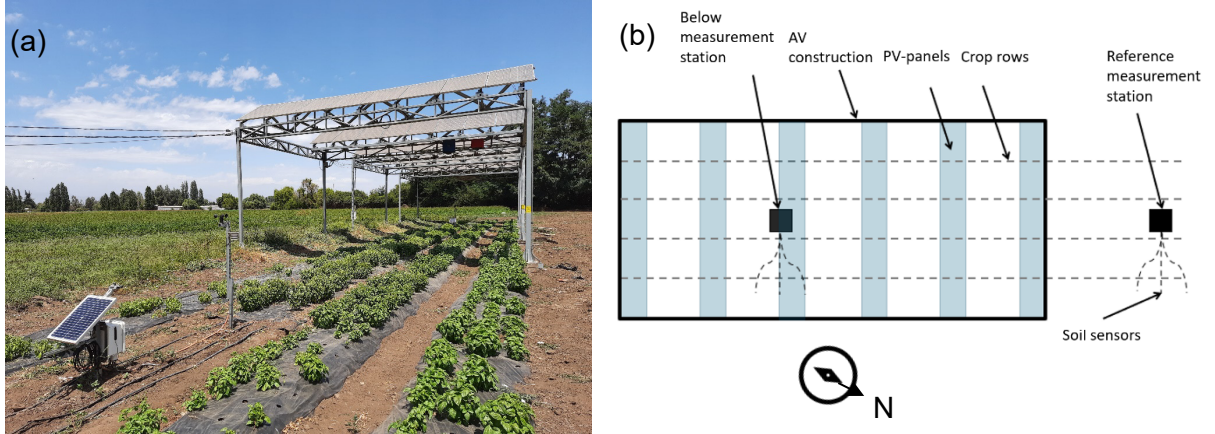 (a)
(b)
Below
measurement
station
AV
construction
PV-panels
Crop rows
Reference
measurement
station
Soil sensors
N